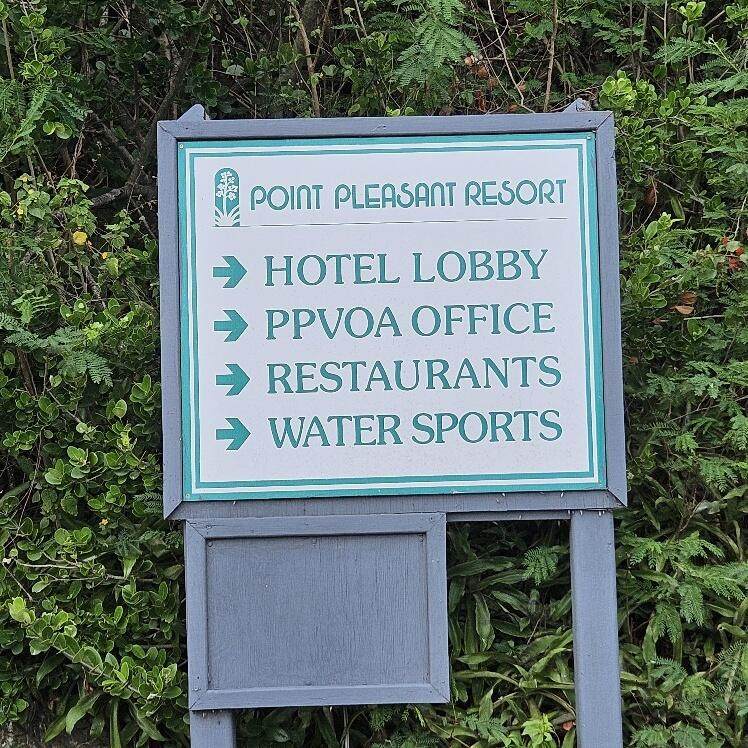 POINT PLEASANT RESORT
→ HOTEL LOBBY
→ PPVOA OFFICE
→ RESTAURANTS
→ WATER SPORTS